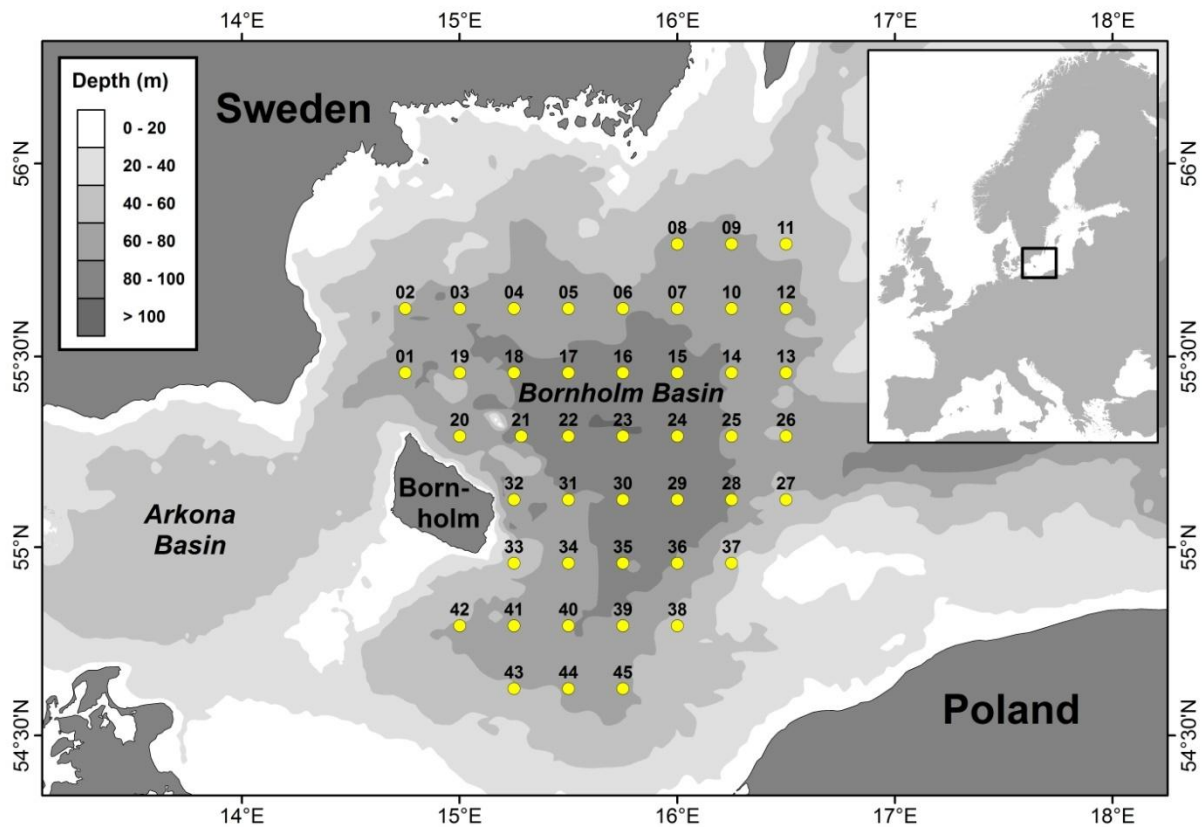 14°E 15°E 16°E 17°E 18°E
Depth (m)
0 - 20
20 - 40
40 - 60
60 - 80
80 - 100
> 100
Sweden
56°N
56°N
08 09 11
02 03 04 05 06 07 10 12
55°30'N
55°30'N
01 19 18 17 16 15 14 13
Bornholm Basin
20 21 22 23 24 25 26
Born-
holm
32 31 30 29 28 27
Arkona
Basin
55°N
55°N
33 34 35 36 37
42 41 40 39 38
43 44 45
Poland
54°30'N
54°30'N
14°E 15°E 16°E 17°E 18°E